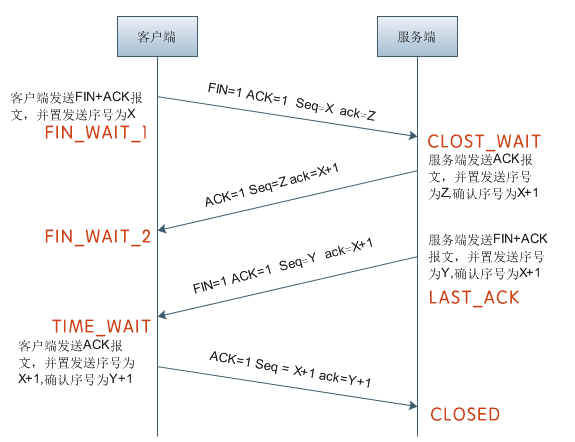 客户端
服务端
客户端发送FIN+ACK报
文，并置发送序号为X
FIN_WAIT_1
FIN=1 ACK=1 Seq=X ack=Z
CLOST_WAIT
服务端发送ACK报
文，并置发送序号
为Z,确认序号为X+1
ACK=1 Seq=Z ack=X+1
FIN_WAIT_2
服务端发送FIN+ACK
报文，并置发送序号
为Y,确认序号为X+1
FIN=1 ACK=1 Seq=Y ack=X+1
LAST_ACK
TIME_WAIT
客户端发送ACK报
文，并置发送序号为
X+1,确认序号为Y+1
ACK=1 Seq = X+1 ack=Y+1
CLOSED